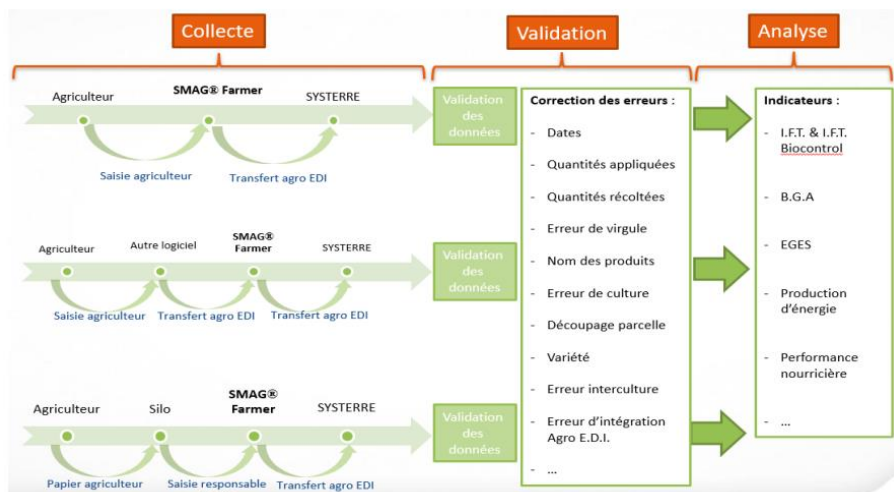 Collecte
Validation
Analyse
Agriculteur
SMAG® Farmer
SYSTERRE
Saisie agriculteur
Transfert agro EDI
Agriculteur
Autre logiciel
SMAG®
Farmer
SYSTERRE
Saisie agriculteur
Transfert agro EDI
Transfert agro EDI
Agriculteur
Silo
SMAG®
Farmer
SYSTERRE
Papier agriculteur
Saisie responsable
Transfert agro EDI
Validation
des
données
Validation
des
données
Validation
des
données
Correction des erreurs :
- Dates
- Quantités appliquées
- Quantités récoltées
- Erreur de virgule
- Nom des produits
- Erreur de culture
- Découpage parcelle
- Variété
- Erreur interculture
- Erreur d'intégration
Agro E.D.I.
- ...
Indicateurs :
- I.F.T. & I.F.T.
Biocontrol
- B.G.A
- EGES
- Production
d'énergie
- Performance
nourricière
- ...